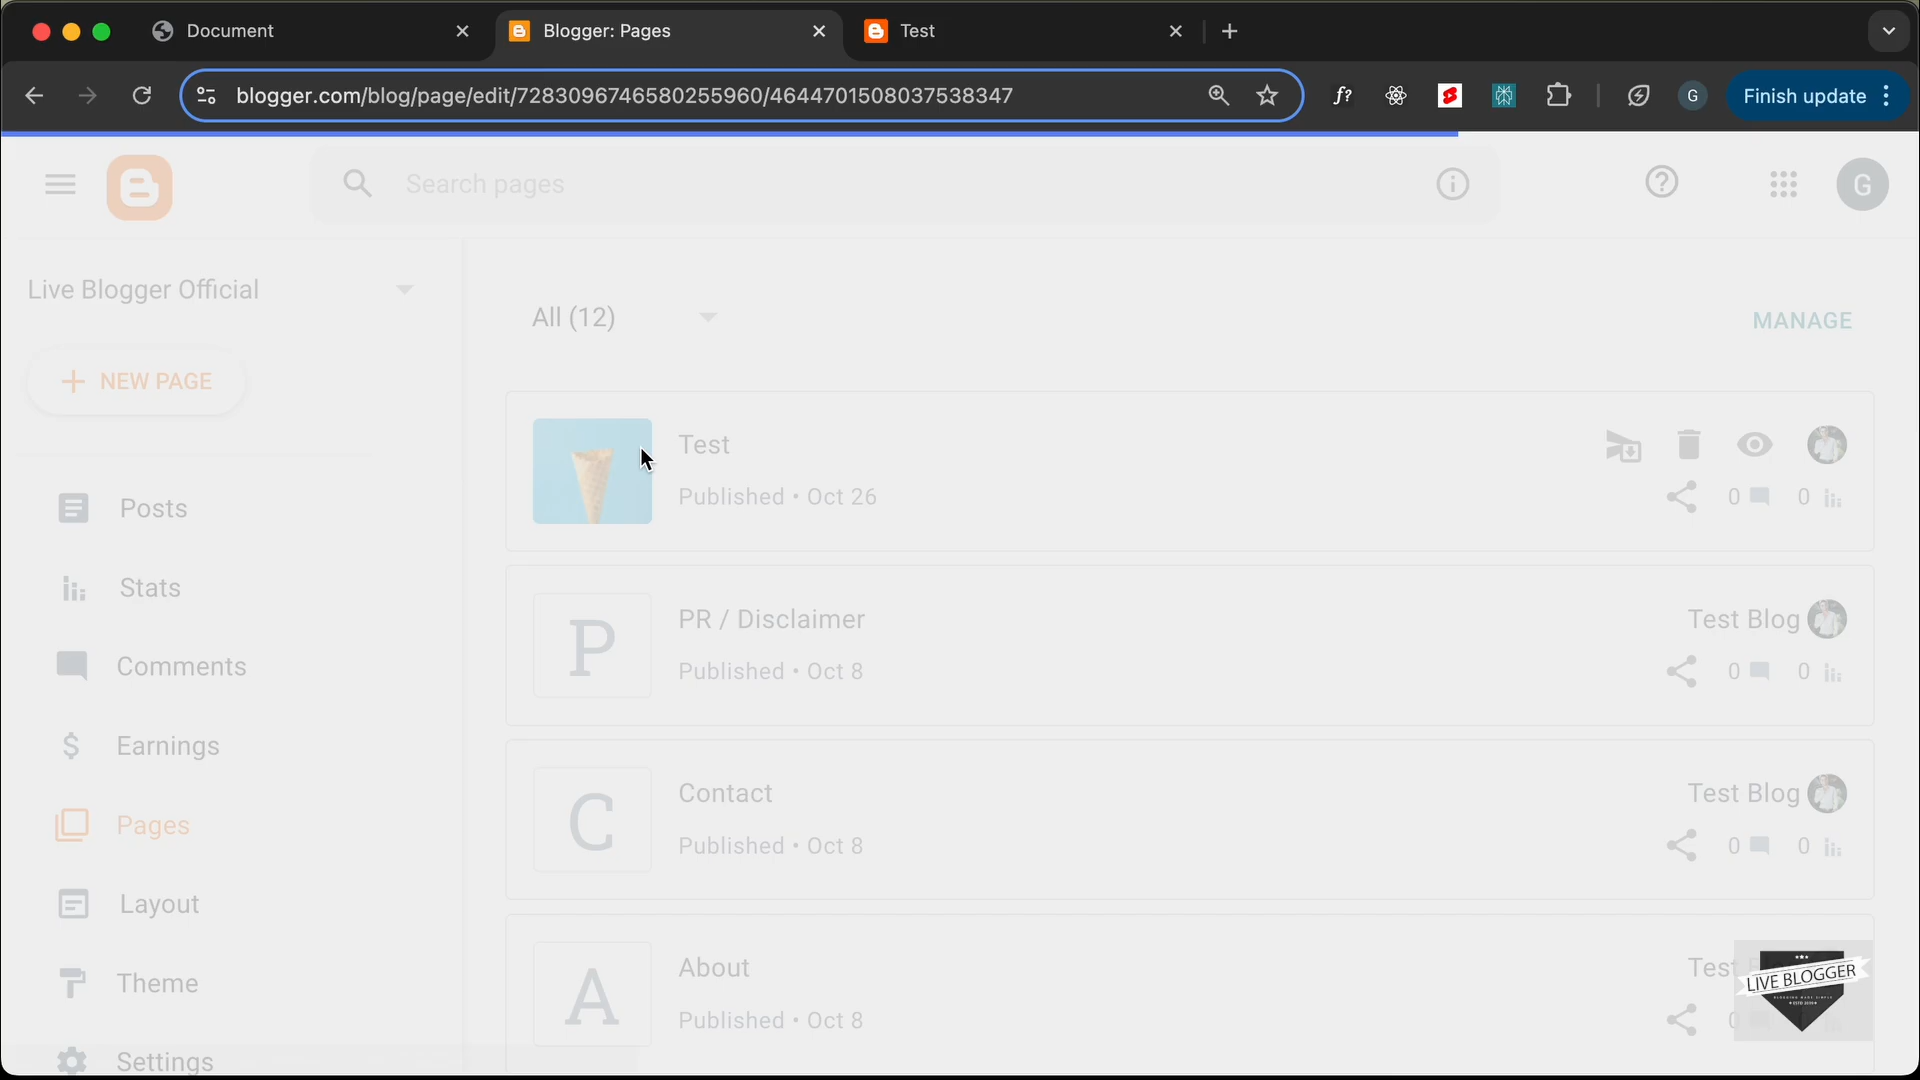 Document
Blogger: Pages
Test
blogger.com/blog/page/edit/7283096746580255960/4644701508037538347
f?
G
Finish update
Search pages
G
Live Blogger Official
All (12)
MANAGE
NEW PAGE
Test
Published • Oct 26
0 0
Posts
Stats
PR / Disclaimer
Test Blog
Published • Oct 8
0 0
P
Comments
Earnings
Contact
Test Blog
Published • Oct 8
0 0
C
Pages
Layout
About
Test
Published • Oct 8
A
LIVE BLOGGER
Theme
Settings